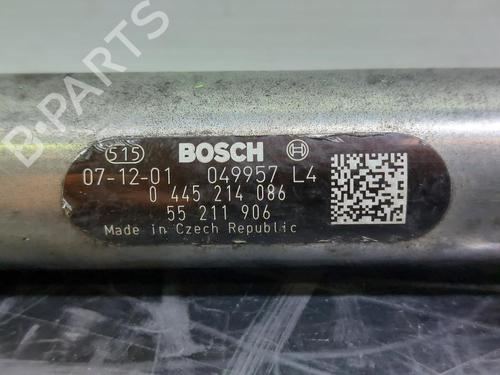 B-PARTS
515 BOSCH
07-12-01 049957 L4
0 445 214 086
55 211 906
Made in Czech Republic